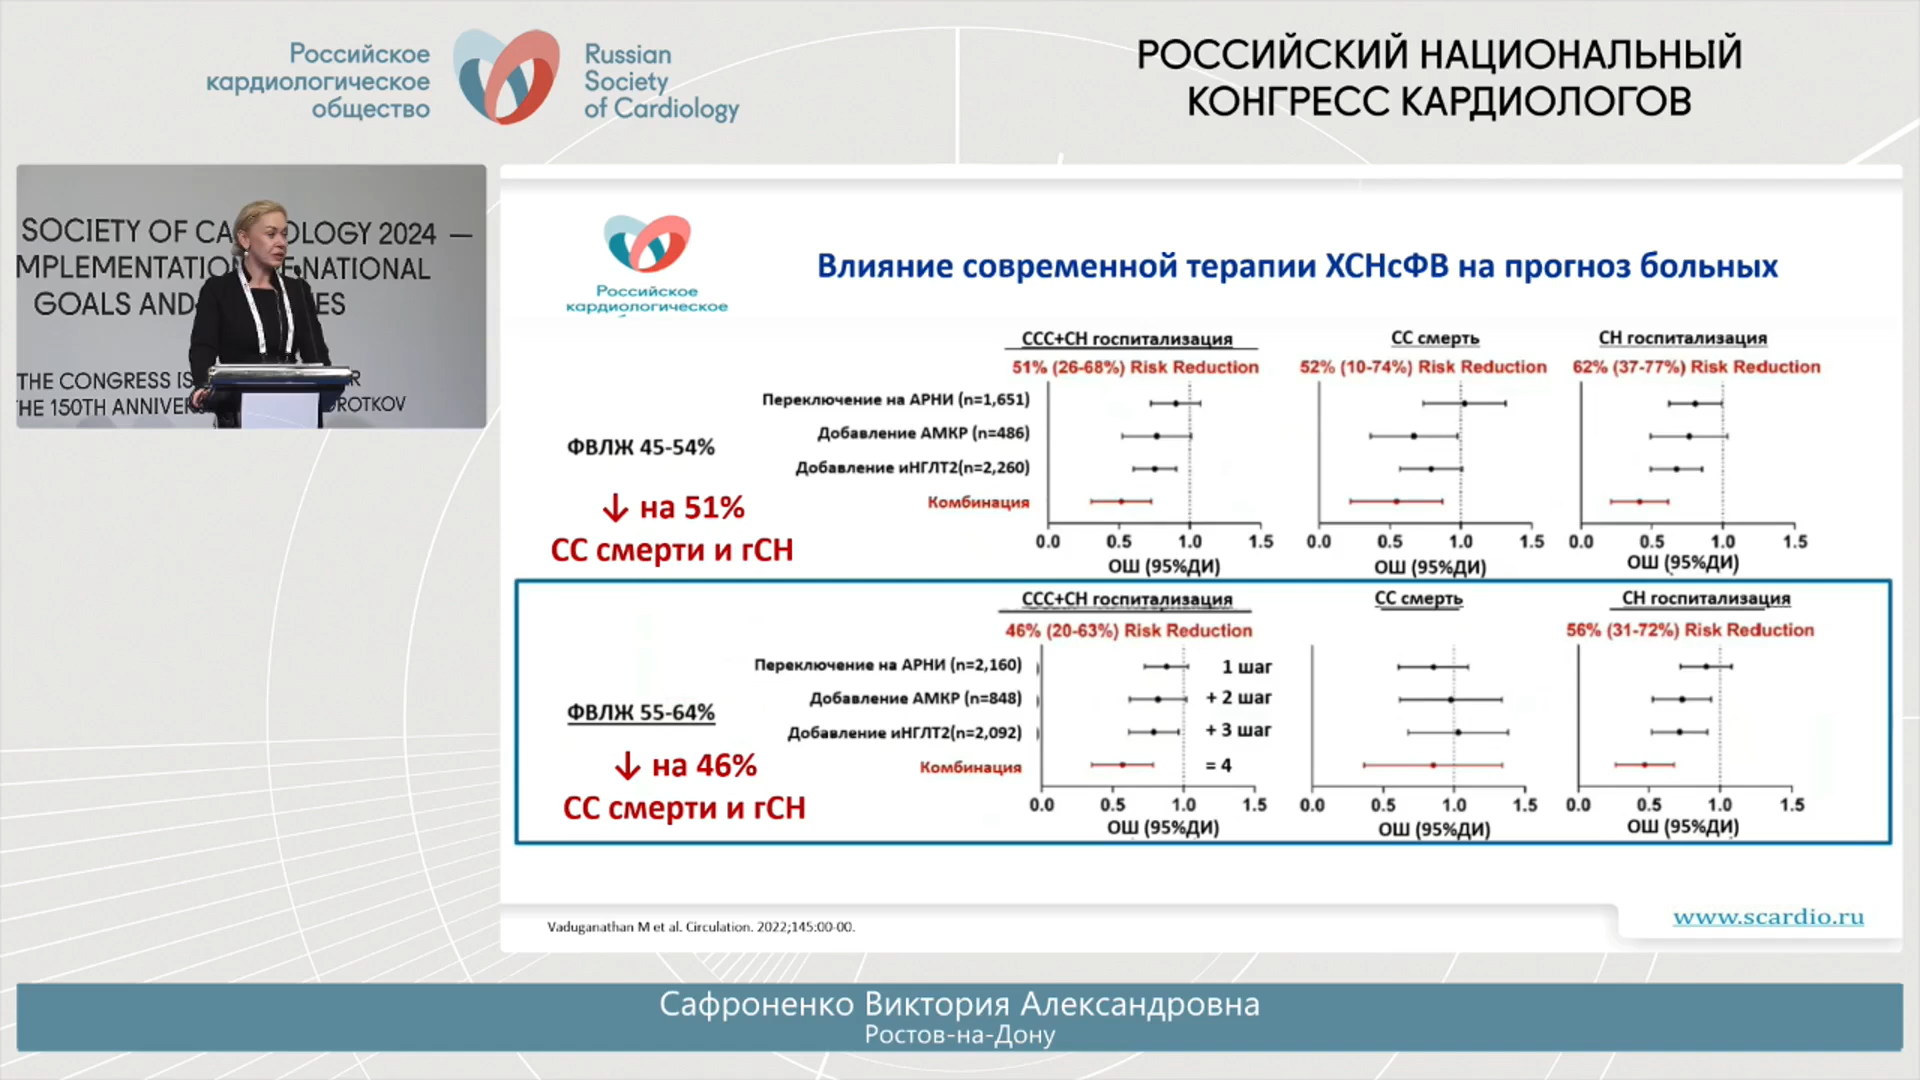 Российское
кардиологическое
общество
Russian
Society
of Cardiology
РОССИЙСКИЙ НАЦИОНАЛЬНЫЙ
КОНГРЕСС КАРДИОЛОГОВ
SOCIETY OF CA OLOGY 2024 —
MPLEMENTATIO NATIONAL
GOALS AND ES
THE CONGRESS IS R
HE 150TH ANNIVER ROTKOV
Российское
кардиологическое
Влияние современной терапии ХСНсФВ на прогноз больных
ССС+СН госпитализация
51% (26-68%) Risk Reduction
СС смерть
52% (10-74%) Risk Reduction
СН госпитализация
62% (37-77%) Risk Reduction
ФВЛЖ 45-54%
↓ на 51%
СС смерти и гСН
Переключение на АРНИ (n=1,651)
Добавление АМКР (n=486)
Добавление иНГЛТ2(n=2,260)
Комбинация
0.0 0.5 1.0 1.5
ОШ (95%ДИ)
0.0 0.5 1.0 1.5
ОШ (95%ДИ)
0.0 0.5 1.0 1.5
ОШ (95%ДИ)
ССС+СН госпитализация
46% (20-63%) Risk Reduction
СС смерть
СН госпитализация
56% (31-72%) Risk Reduction
ФВЛЖ 55-64%
↓ на 46%
СС смерти и гСН
Переключение на АРНИ (n=2,160)
1 шаг
Добавление АМКР (n=848)
+ 2 шаг
Добавление иНГЛТ2(n=2,092)
+ 3 шаг
Комбинация
= 4
0.0 0.5 1.0 1.5
ОШ (95%ДИ)
0.0 0.5 1.0 1.5
ОШ (95%ДИ)
0.0 0.5 1.0 1.5
ОШ (95%ДИ)
Vaduganathan M et al. Circulation. 2022;145:00-00.
www.scardio.ru
Сафроненко Виктория Александровна
Ростов-на-Дону